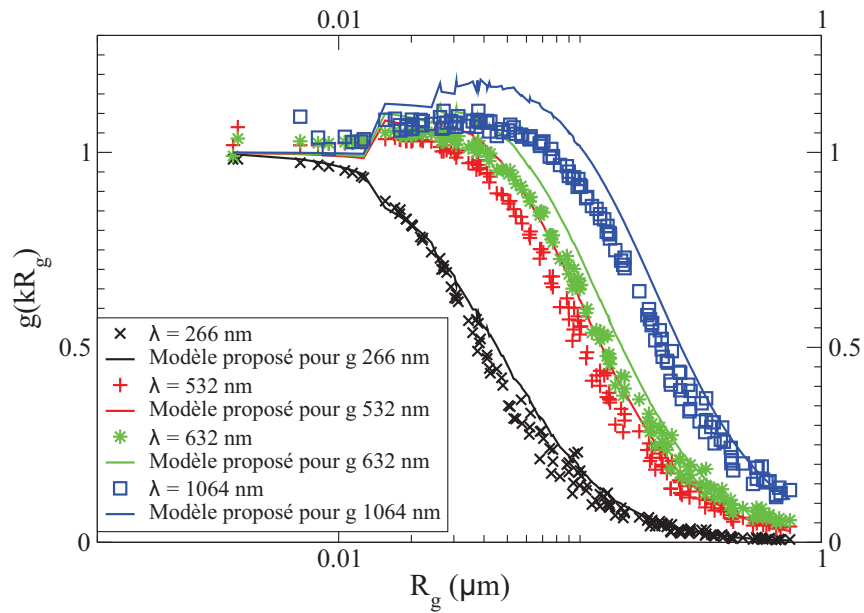 0.01 1
1 1
g(kRg)
0.5 0.5
λ = 266 nm
Modèle proposé pour g 266 nm
λ = 532 nm
Modèle proposé pour g 532 nm
λ = 632 nm
Modèle proposé pour g 632 nm
λ = 1064 nm
Modèle proposé pour g 1064 nm
0 0
0.01 1
Rg (μm)